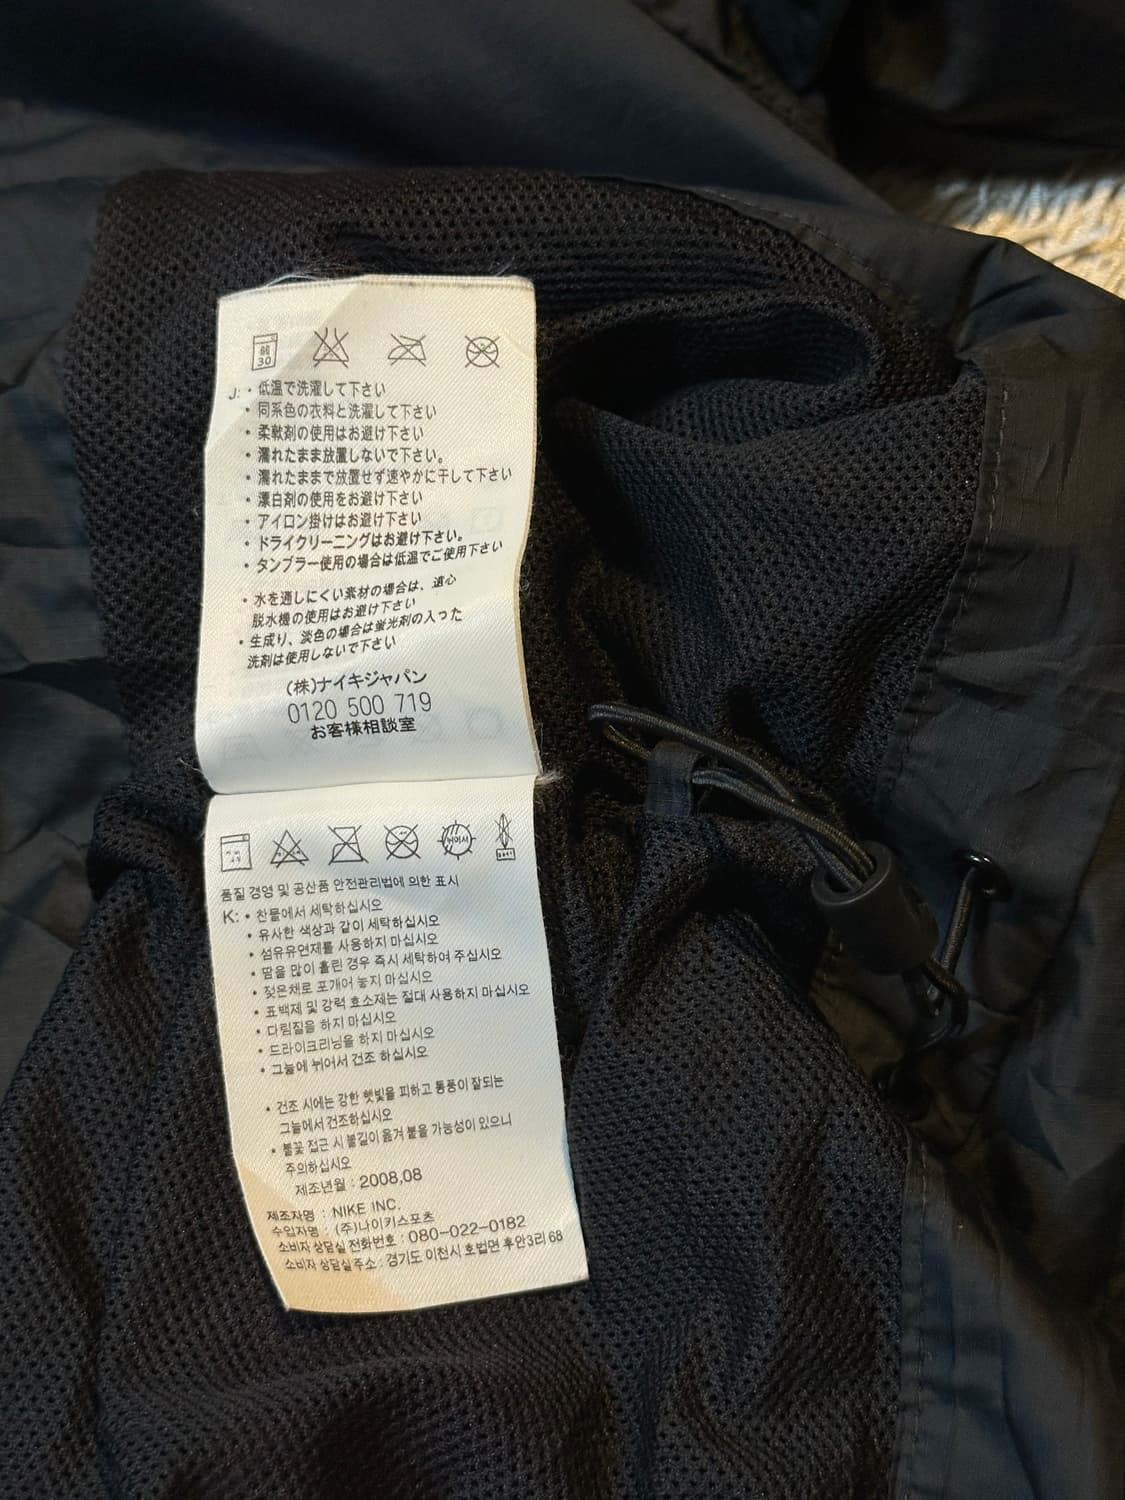 弱
30
J: ・低温で洗濯して下さい
・同系色の衣料と洗濯して下さい
・柔軟剤の使用はお避け下さい
・濡れたまま放置しないで下さい。
・濡れたままで放置せず速やかに干して下さい
・漂白剤の使用をお避け下さい
・アイロン掛けはお避け下さい
・ドライクリーニングはお避け下さい。
・タンブラー使用の場合は低温でご使用下さい
・水を通しにくい素材の場合は、遠心
脱水機の使用はお避け下さい
・生成り、淡色の場合は蛍光剤の入った
洗剤は使用しないで下さい
(株)ナイキジャパン
0120 500 719
お客様相談室
품질 경영 및 공산품 안전관리법에 의한 표시
K: • 찬물에서 세탁하십시오
• 유사한 색상과 같이 세탁하십시오
• 섬유유연제를 사용하지 마십시오
• 땀을 많이 흘린 경우 즉시 세탁하여 주십시오
• 젖은채로 포개어 놓지 마십시오
• 표백제 및 강력 효소제는 절대 사용하지 마십시오
• 다림질을 하지 마십시오
• 드라이크리닝을 하지 마십시오
• 그늘에 뉘어서 건조 하십시오
• 건조 시에는 강한 햇빛을 피하고 통풍이 잘되는
그늘에서 건조하십시오
• 불꽃 접근 시 불길이 옮겨 붙을 가능성이 있으니
주의하십시오
제조년월 : 2008,08
제조자명 : NIKE INC.
수입자명 : (주)나이키스포츠
소비자 상담실 전화번호 : 080-022-0182
소비자 상담실주소 : 경기도 이천시 호법면 후안3리 68